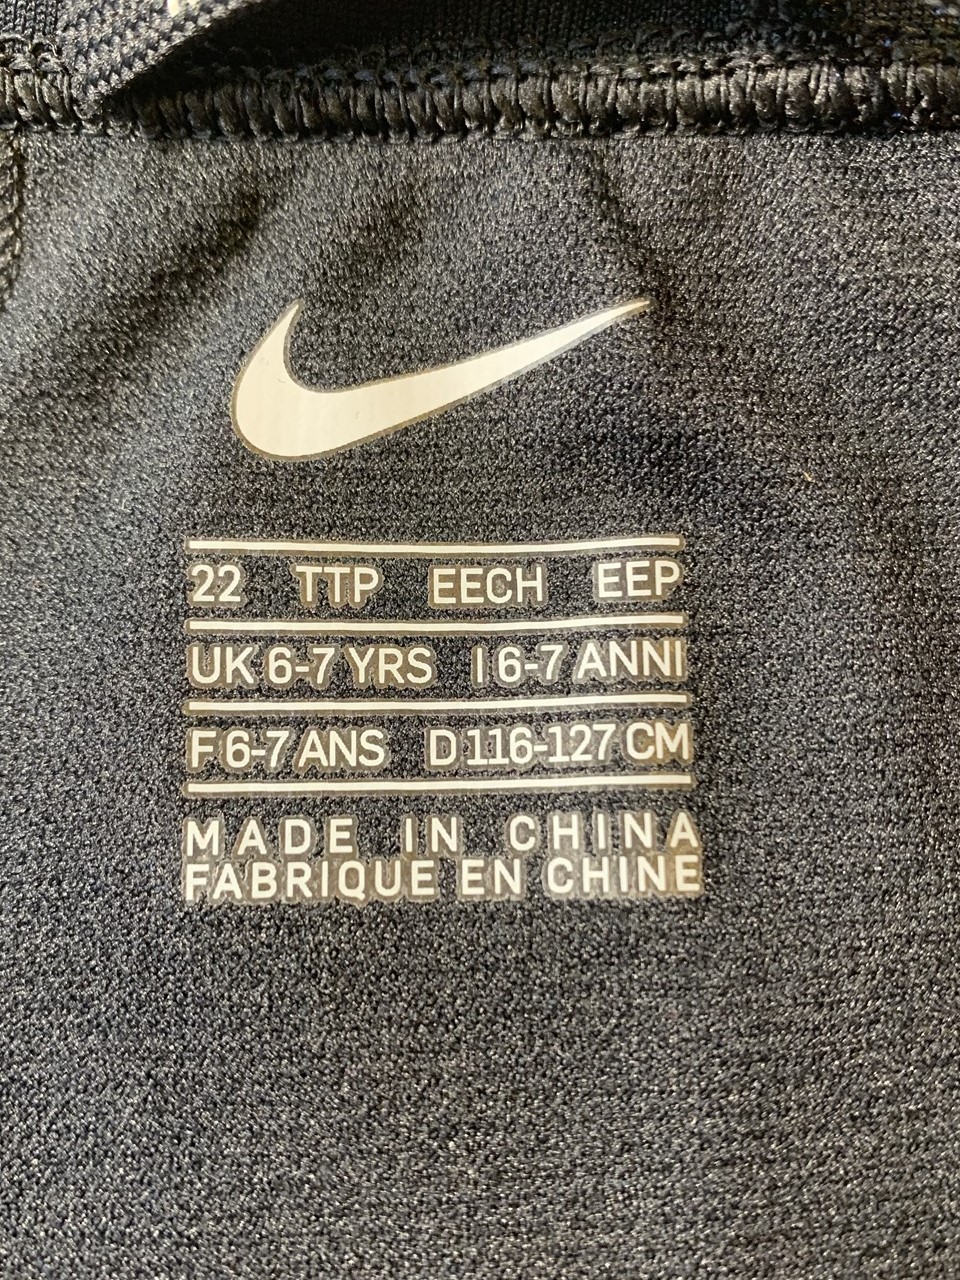 22 TTP EECH EEP
UK 6-7 YRS I 6-7 ANNI
F 6-7 ANS D 116-127 CM
MADE IN CHINA
FABRIQUE EN CHINE